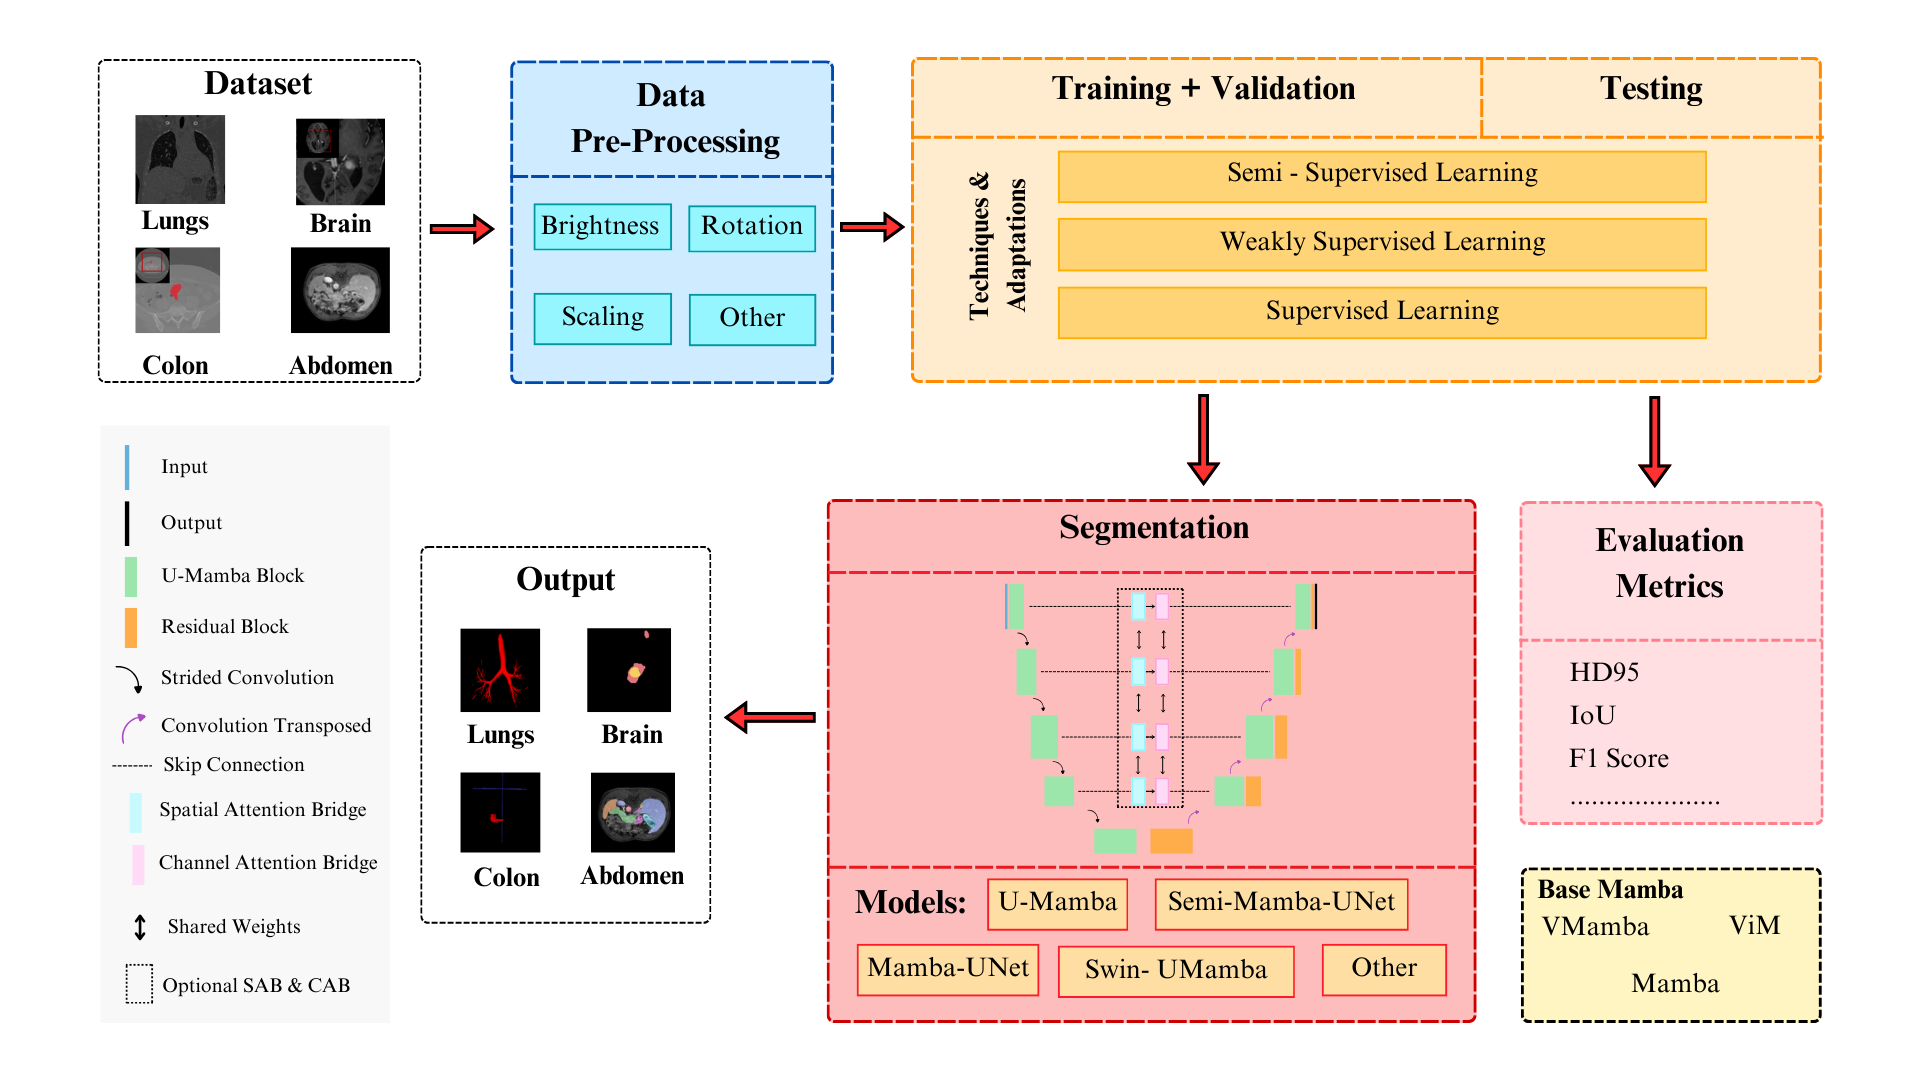 Dataset
Lungs
Brain
Colon
Abdomen
Data
Pre-Processing
Brightness
Rotation
Scaling
Other
Training + Validation
Testing
Techniques &
Adaptations
Semi - Supervised Learning
Weakly Supervised Learning
Supervised Learning
Input
Output
U-Mamba Block
Residual Block
Strided Convolution
Convolution Transposed
Skip Connection
Spatial Attention Bridge
Channel Attention Bridge
Shared Weights
Optional SAB & CAB
Output
Lungs
Brain
Colon
Abdomen
Segmentation
Models:
U-Mamba
Semi-Mamba-UNet
Mamba-UNet
Swin- UMamba
Other
Evaluation
Metrics
HD95
IoU
F1 Score
.....................
Base Mamba
VMamba
ViM
Mamba